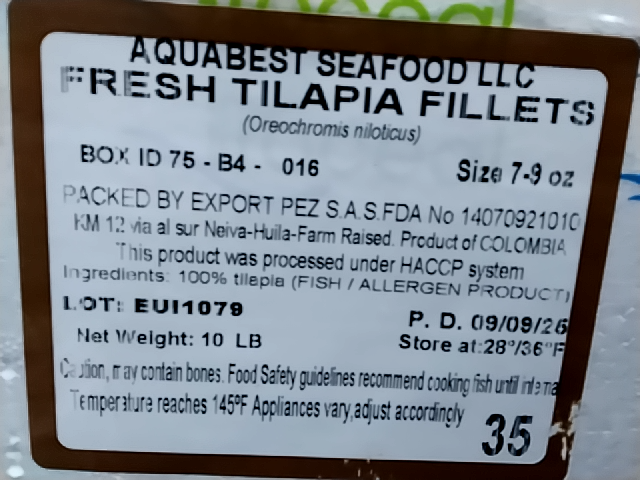 AQUABEST SEAFOOD LLC
FRESH TILAPIA FILLETS
(Oreochromis niloticus)
BOX ID 75 - B4 - 016
Size 7-9 oz
PACKED BY EXPORT PEZ S.A.S.FDA No 14070921010
KM 12 via al sur Neiva-Huila-Farm Raised. Product of COLOMBIA
This product was processed under HACCP system
Ingredients: 100% tilapia (FISH / ALLERGEN PRODUCT)
LOT: EUI1079
P. D. 09/09/26
Net Weight: 10 LB
Store at:28°/36°F
Caution, may contain bones. Food Safety guidelines recommend cooking fish until interna
Temperature reaches 145ºF Appliances vary,adjust accordingly
35